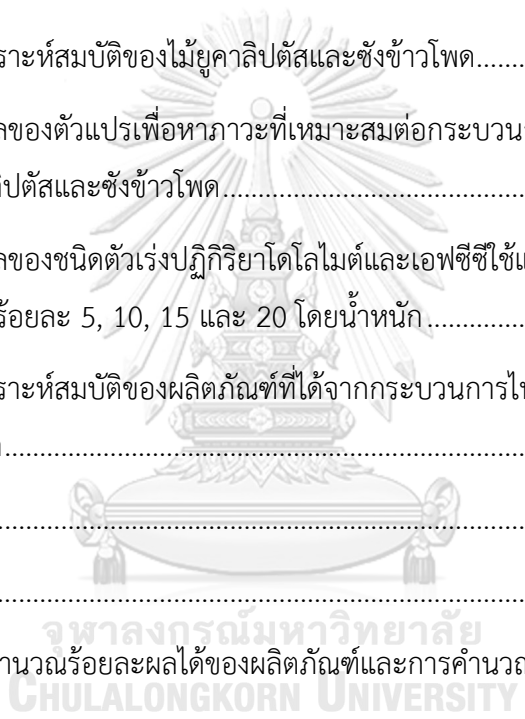 ราะห์สมบัติของไม้ยูคาลิปตัสและซังข้าวโพด........
ลของตัวแปรเพื่อหาภาวะที่เหมาะสมต่อกระบวน
ลิปตัสและซังข้าวโพด................................................
ลของชนิดตัวเร่งปฏิกิริยาโดโลไมต์และเอฟซีซีใช้แ
ร้อยละ 5, 10, 15 และ 20 โดยน้ำหนัก................
ราะห์สมบัติของผลิตภัณฑ์ที่ได้จากกระบวนการไพ
................................................................................
................................................................................
................................................................................
จุฬาลงกรณ์มหาวิทยาลัย
ำนวณร้อยละผลได้ของผลิตภัณฑ์และการคำนวณ
CHULALONGKORN UNIVERSITY